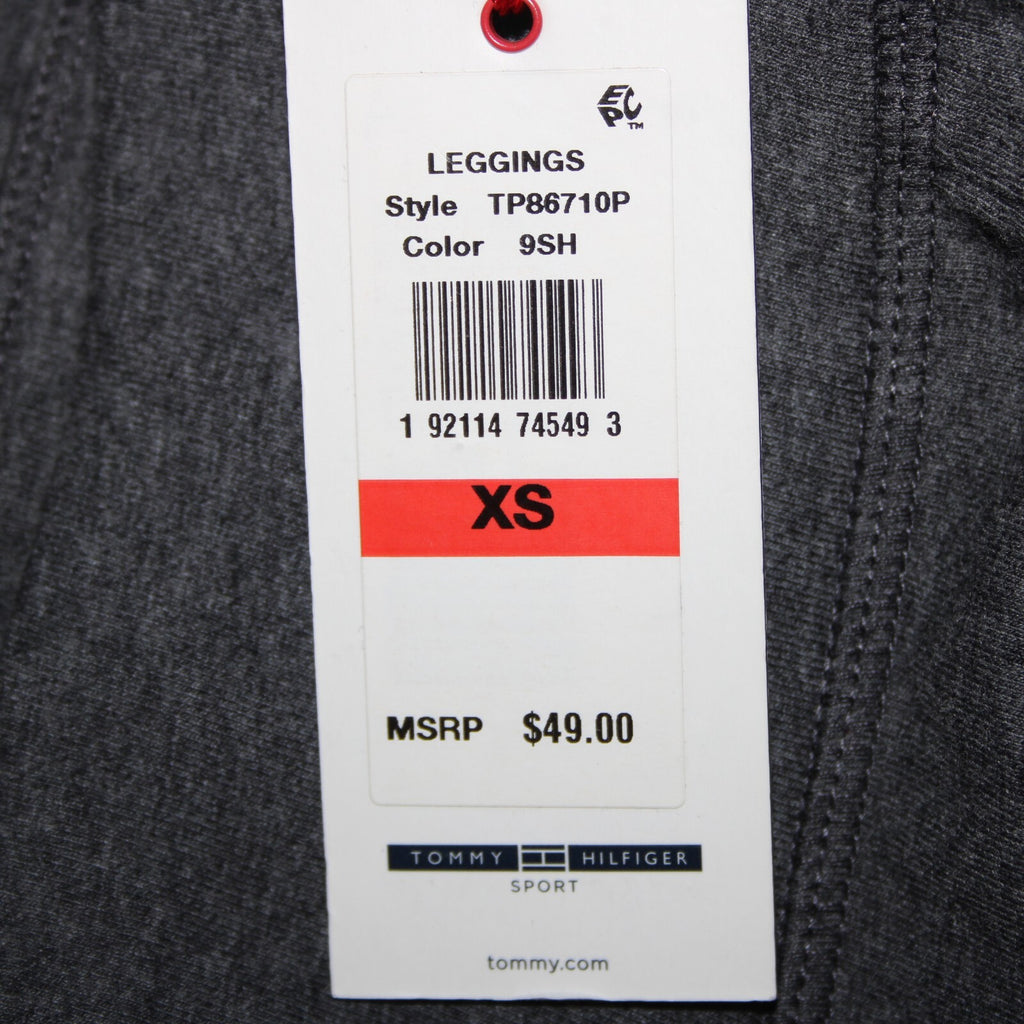 EPC™
LEGGINGS
Style TP86710P
Color 9SH
1 92114 74549 3
XS
MSRP $49.00
TOMMY HILFIGER
SPORT
tommy.com